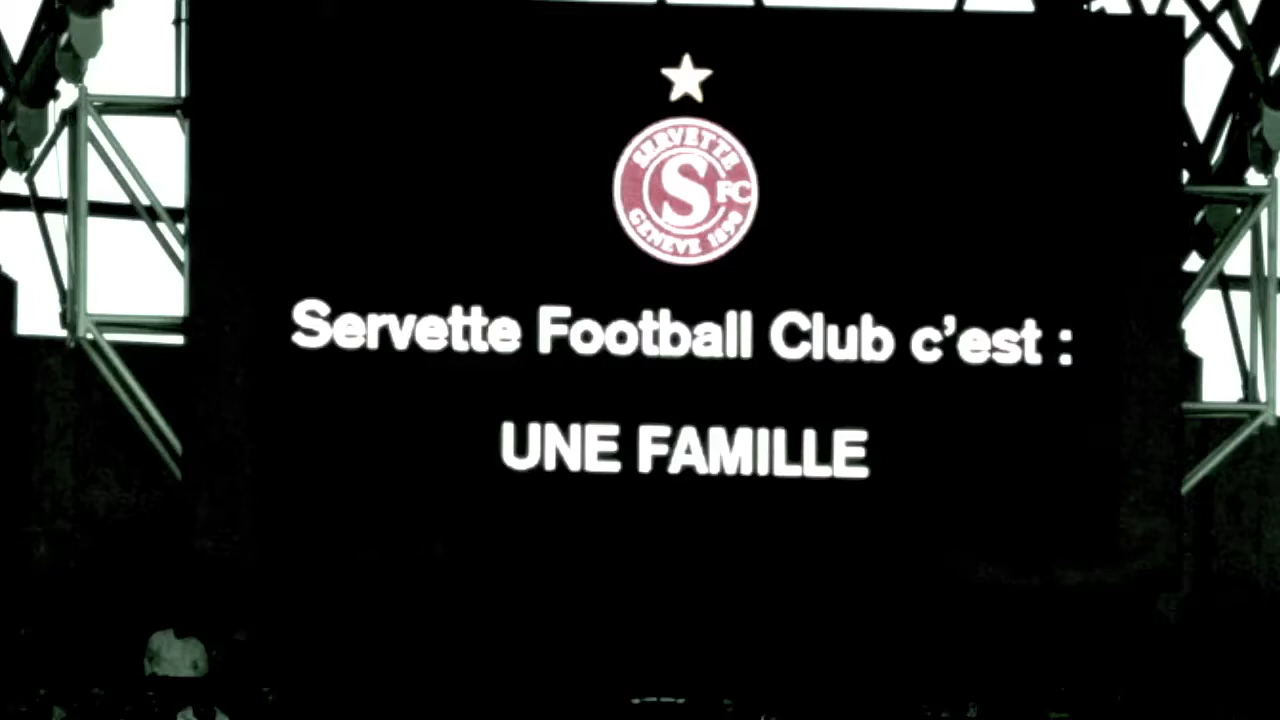 SERVETTE
S
FC
GENEVE 1890
Servette Football Club c’est :
UNE FAMILLE